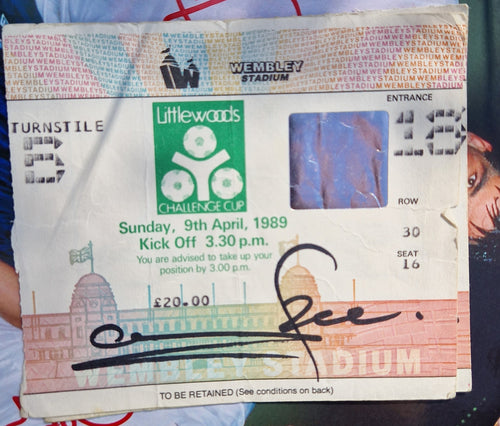 WEMBLEY
STADIUM
ENTRANCE
TURNSTILE
Littlewoods
CHALLENGE CUP
18
Sunday, 9th April, 1989
Kick Off 3.30 p.m.
You are advised to take up your
position by 3.00 p.m.
ROW
30
SEAT
16
£20.00
WEMBLEY STADIUM
TO BE RETAINED (See conditions on back)